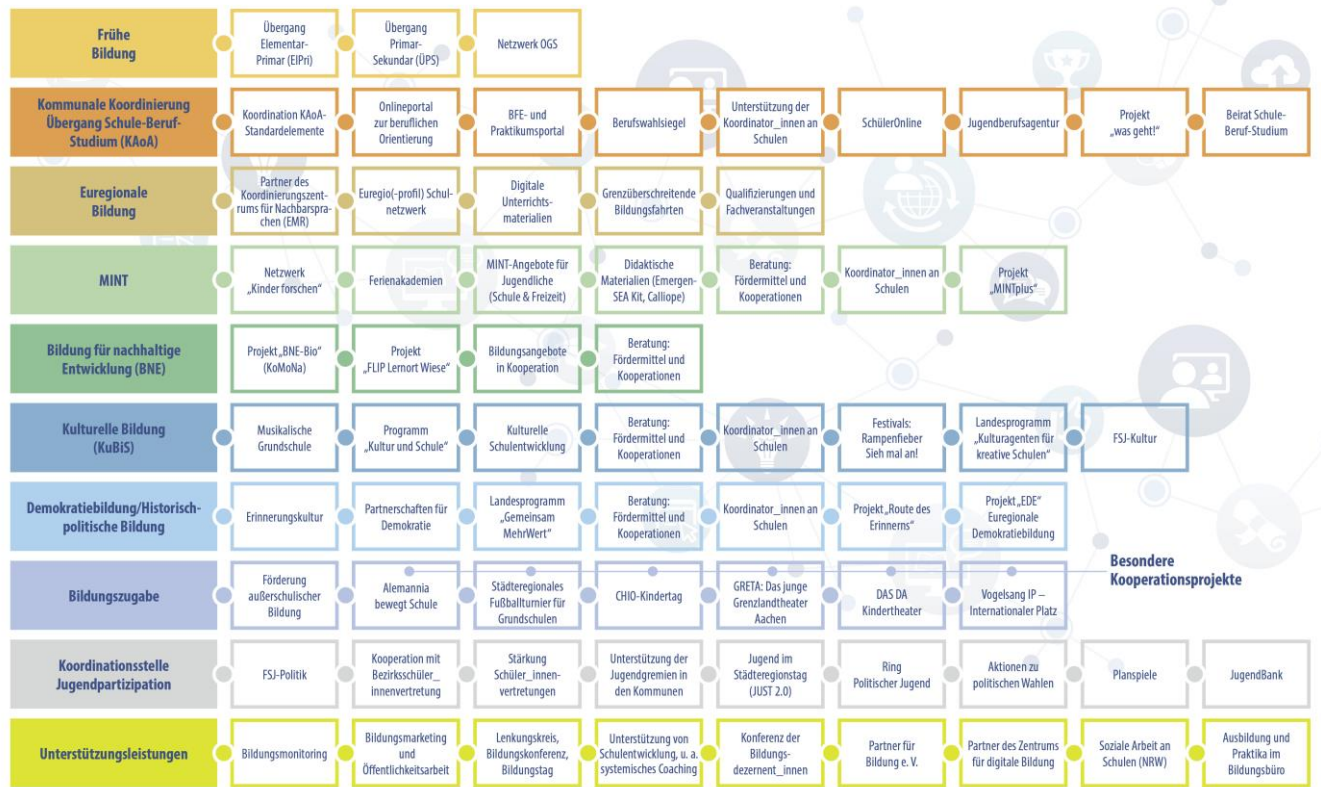 Frühe
Bildung
Übergang
Elementar-
Primar (ElPri)
Übergang
Primar-
Sekundar (ÜPS)
Netzwerk OGS
Kommunale Koordinierung
Übergang Schule-Beruf-
Studium (KAoA)
Koordination KAoA-
Standardelemente
Onlineportal
zur beruflichen
Orientierung
BFE- und
Praktikumsportal
Berufswahlsiegel
Unterstützung der
Koordinator_innen an
Schulen
SchülerOnline
Jugendberufsagentur
Projekt
„was geht!“
Beirat Schule-
Beruf-Studium
Euregionale
Bildung
Partner des
Koordinierungszent-
rums für Nachbarspra-
chen (EMR)
Euregio(-profil) Schul-
netzwerk
Digitale
Unterrichts-
materialien
Grenzüberschreitende
Bildungsfahrten
Qualifizierungen und
Fachveranstaltungen
MINT
Netzwerk
„Kinder forschen“
Ferienakademien
MINT-Angebote für
Jugendliche
(Schule & Freizeit)
Didaktische
Materialien (Emergen-
SEA Kit, Calliope)
Beratung:
Fördermittel und
Kooperationen
Koordinator_innen an
Schulen
Projekt
„MINTplus“
Bildung für nachhaltige
Entwicklung (BNE)
Projekt „BNE-Bio“
(KoMoNa)
Projekt
„FLIP Lernort Wiese“
Bildungsangebote
in Kooperation
Beratung:
Fördermittel und
Kooperationen
Kulturelle Bildung
(KuBiS)
Musikalische
Grundschule
Programm
„Kultur und Schule“
Kulturelle
Schulentwicklung
Beratung:
Fördermittel und
Kooperationen
Koordinator_innen an
Schulen
Festivals:
Rampenfieber
Sieh mal an!
Landesprogramm
„Kulturagenten für
kreative Schulen“
FSJ-Kultur
Demokratiebildung/Historisch-
politische Bildung
Erinnerungskultur
Partnerschaften für
Demokratie
Landesprogramm
„Gemeinsam
MehrWert“
Beratung:
Fördermittel und
Kooperationen
Koordinator_innen an
Schulen
Projekt „Route des
Erinnerns“
Projekt „EDE“
Euregionale
Demokratiebildung
Besondere
Kooperationsprojekte
Bildungszugabe
Förderung
außerschulischer
Bildung
Alemannia
bewegt Schule
Städteregionales
Fußballturnier für
Grundschulen
CHIO-Kindertag
GRETA: Das junge
Grenzlandtheater
Aachen
DAS DA
Kindertheater
Vogelsang IP –
Internationaler Platz
Koordinationsstelle
Jugendpartizipation
FSJ-Politik
Kooperation mit
Bezirksschüler_
innenvertretung
Stärkung
Schüler_innen-
vertretungen
Unterstützung der
Jugendgremien in
den Kommunen
Jugend im
Städteregionstag
(JUST 2.0)
Ring
Politischer Jugend
Aktionen zu
politischen Wahlen
Planspiele
JugendBank
Unterstützungsleistungen
Bildungsmonitoring
Bildungsmarketing
und
Öffentlichkeitsarbeit
Lenkungskreis,
Bildungskonferenz,
Bildungstag
Unterstützung von
Schulentwicklung, u. a.
systemisches Coaching
Konferenz der
Bildungs-
dezernent_innen
Partner für
Bildung e. V.
Partner des Zentrums
für digitale Bildung
Soziale Arbeit an
Schulen (NRW)
Ausbildung und
Praktika im
Bildungsbüro